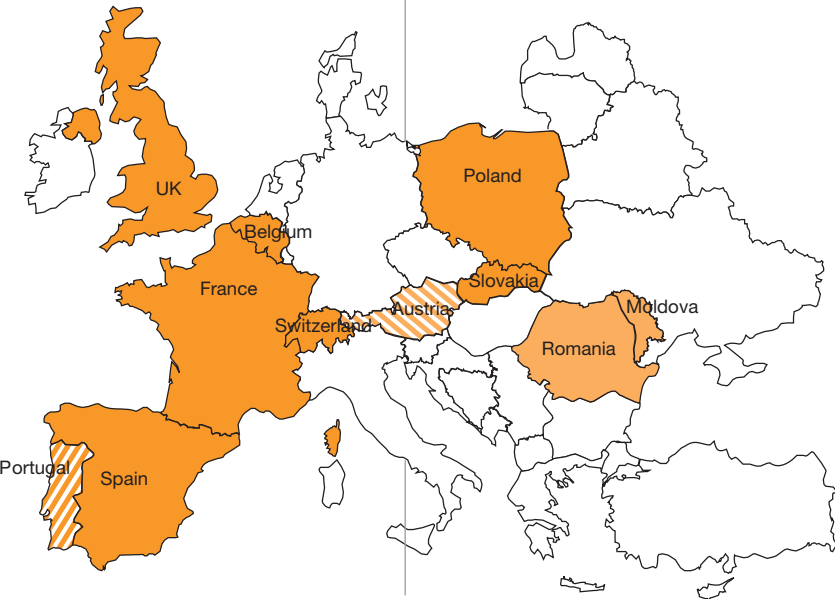 Poland
UK
Belgium
Slovakia
France
Moldova
Austria
Switzerland
Romania
Portugal
Spain